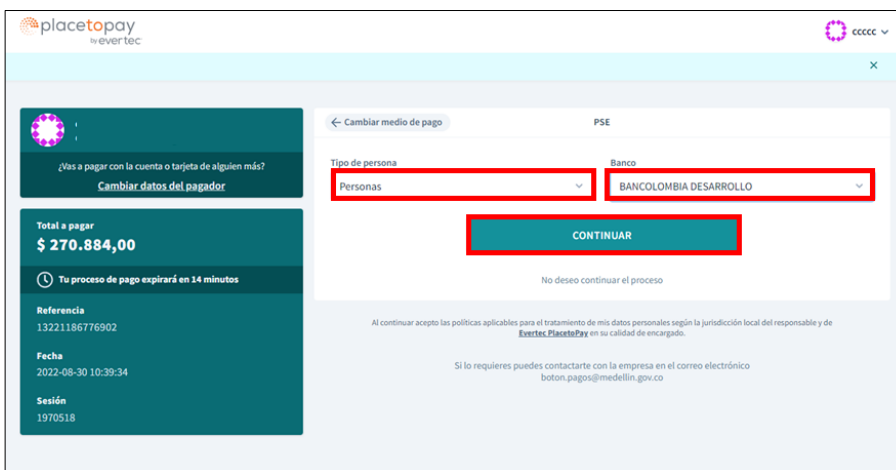 placetopay
by evertec
ccccc
¿Vas a pagar con la cuenta o tarjeta de alguien más?
Cambiar datos del pagador
Total a pagar
$ 270.884,00
Tu proceso de pago expirará en 14 minutos
Referencia
13221186776902
Fecha
2022-08-30 10:39:34
Sesión
1970518
← Cambiar medio de pago
PSE
Tipo de persona
Personas
Banco
BANCOLOMBIA DESARROLLO
CONTINUAR
No deseo continuar el proceso
Al continuar acepto las políticas aplicables para el tratamiento de mis datos personales según la jurisdicción local del responsable y de
Evertec PlacetoPay en su calidad de encargado.
Si lo requieres puedes contactarte con la empresa en el correo electrónico
boton.pagos@medellin.gov.co